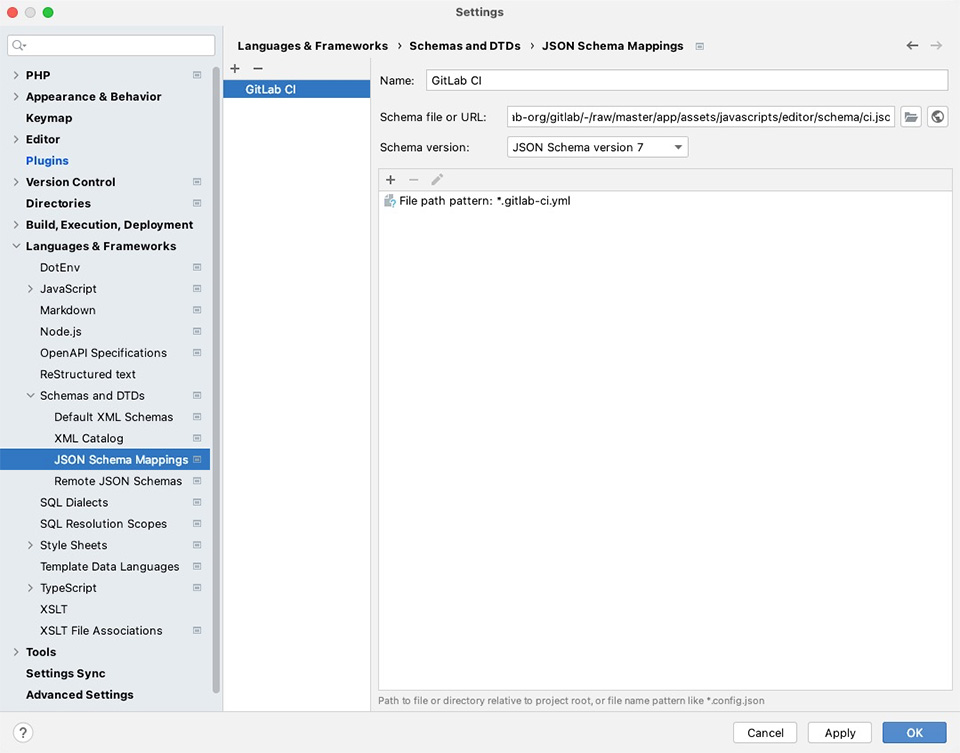 Settings
Languages & Frameworks › Schemas and DTDs › JSON Schema Mappings
PHP
Appearance & Behavior
Keymap
Editor
Plugins
Version Control
Directories
Build, Execution, Deployment
Languages & Frameworks
DotEnv
JavaScript
Markdown
Node.js
OpenAPI Specifications
ReStructured text
Schemas and DTDs
Default XML Schemas
XML Catalog
JSON Schema Mappings
Remote JSON Schemas
SQL Dialects
SQL Resolution Scopes
Style Sheets
Template Data Languages
TypeScript
XSLT
XSLT File Associations
Tools
Settings Sync
Advanced Settings
GitLab CI
Name: GitLab CI
Schema file or URL: ab-org/gitlab/-/raw/master/app/assets/javascripts/editor/schema/ci.jsc
Schema version: JSON Schema version 7
File path pattern: *.gitlab-ci.yml
Path to file or directory relative to project root, or file name pattern like *.config.json
? Cancel Apply OK